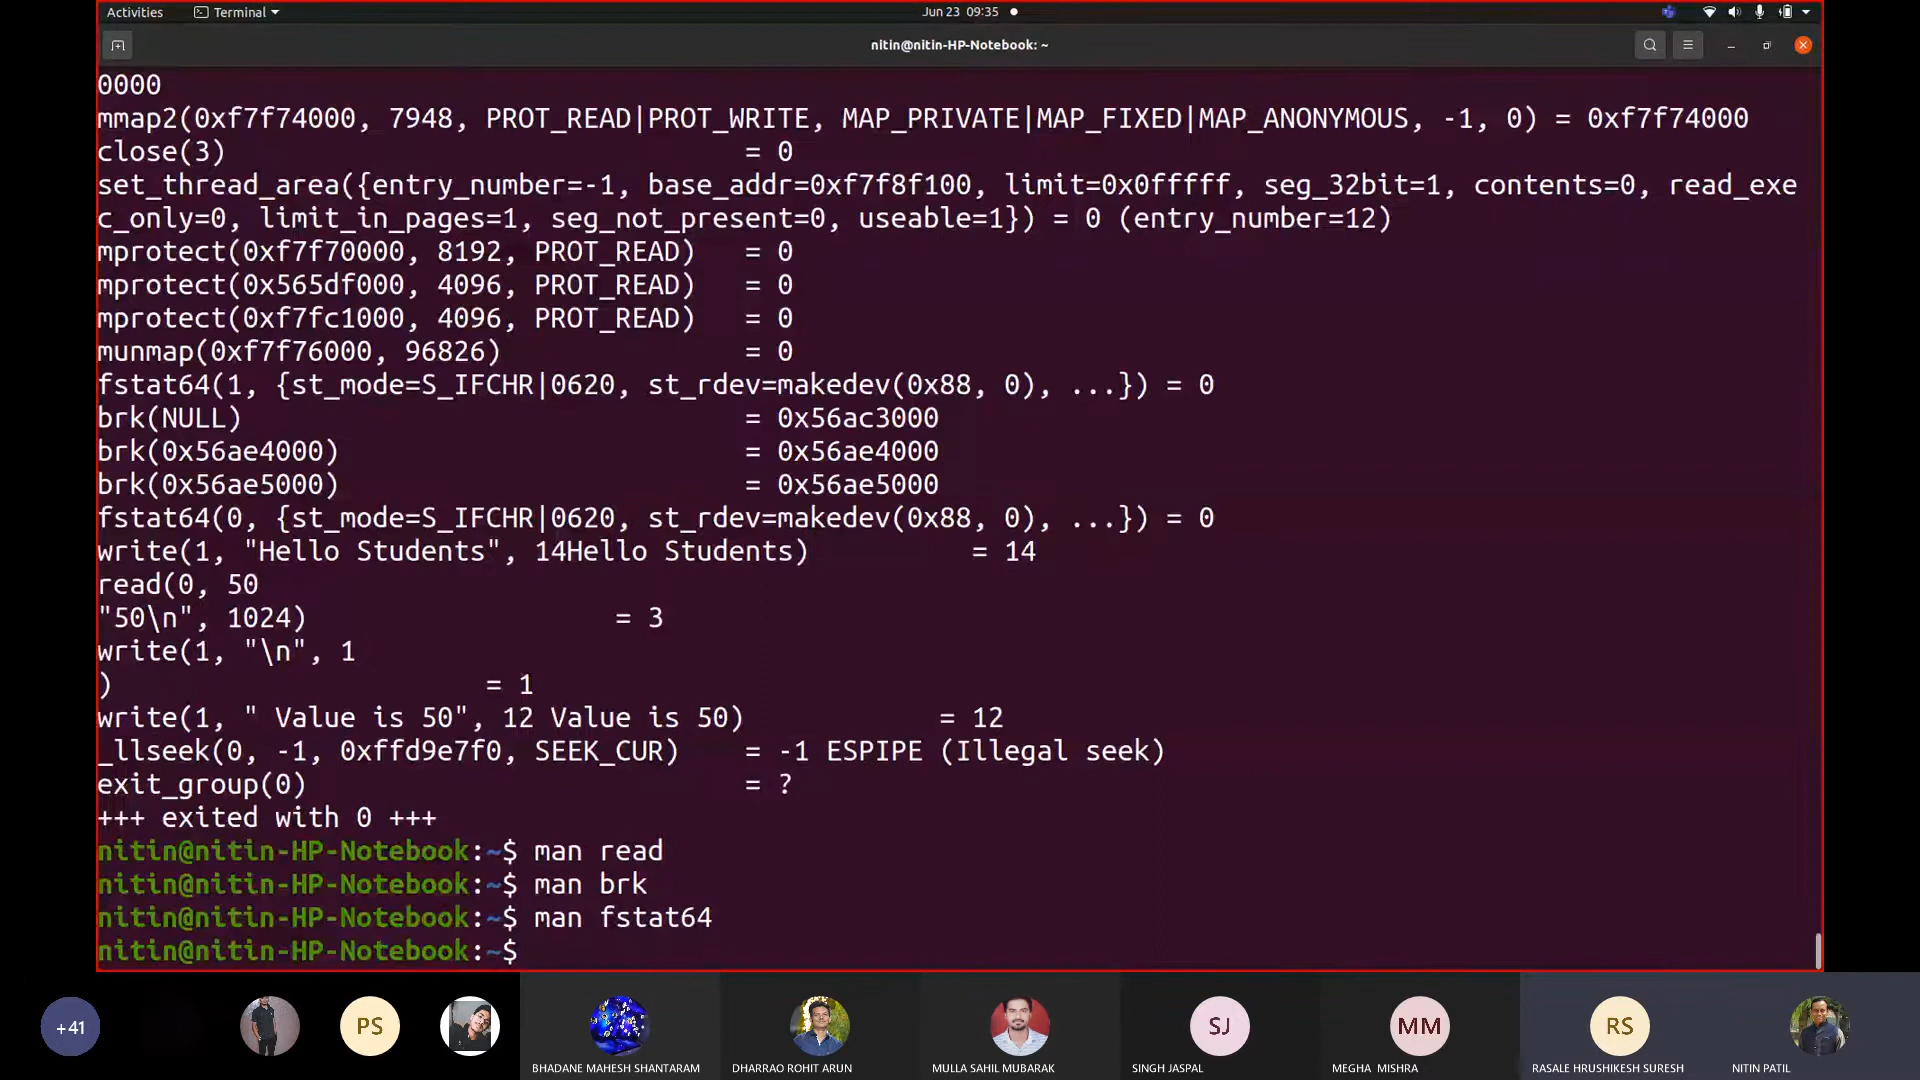 Activities Terminal Jun 23 09:35
nitin@nitin-HP-Notebook: ~
0000
mmap2(0xf7f74000, 7948, PROT_READ|PROT_WRITE, MAP_PRIVATE|MAP_FIXED|MAP_ANONYMOUS, -1, 0) = 0xf7f74000
close(3) = 0
set_thread_area({entry_number=-1, base_addr=0xf7f8f100, limit=0x0fffff, seg_32bit=1, contents=0, read_exe
c_only=0, limit_in_pages=1, seg_not_present=0, useable=1}) = 0 (entry_number=12)
mprotect(0xf7f70000, 8192, PROT_READ) = 0
mprotect(0x565df000, 4096, PROT_READ) = 0
mprotect(0xf7fc1000, 4096, PROT_READ) = 0
munmap(0xf7f76000, 96826) = 0
fstat64(1, {st_mode=S_IFCHR|0620, st_rdev=makedev(0x88, 0), ...}) = 0
brk(NULL) = 0x56ac3000
brk(0x56ae4000) = 0x56ae4000
brk(0x56ae5000) = 0x56ae5000
fstat64(0, {st_mode=S_IFCHR|0620, st_rdev=makedev(0x88, 0), ...}) = 0
write(1, "Hello Students", 14Hello Students) = 14
read(0, 50
"50\n", 1024) = 3
write(1, "\n", 1
) = 1
write(1, " Value is 50", 12 Value is 50) = 12
_llseek(0, -1, 0xffd9e7f0, SEEK_CUR) = -1 ESPIPE (Illegal seek)
exit_group(0) = ?
+++ exited with 0 +++
nitin@nitin-HP-Notebook:~$ man read
nitin@nitin-HP-Notebook:~$ man brk
nitin@nitin-HP-Notebook:~$ man fstat64
nitin@nitin-HP-Notebook:~$
+41 PS SJ MM RS
BHADANE MAHESH SHANTARAM DHARRAO ROHIT ARUN MULLA SAHIL MUBARAK SINGH JASPAL MEGHA MISHRA RASALE HRUSHIKESH SURESH NITIN PATIL